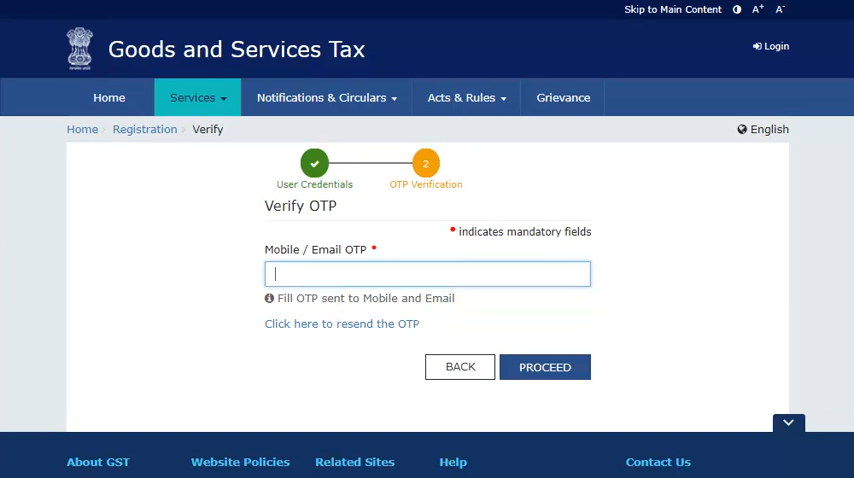 Skip to Main Content A+ A-
Goods and Services Tax
Login
Home Services Notifications & Circulars Acts & Rules Grievance
Home Registration Verify English
2
User Credentials OTP Verification
Verify OTP
• indicates mandatory fields
Mobile / Email OTP •
Fill OTP sent to Mobile and Email
Click here to resend the OTP
BACK PROCEED
About GST Website Policies Related Sites Help Contact Us